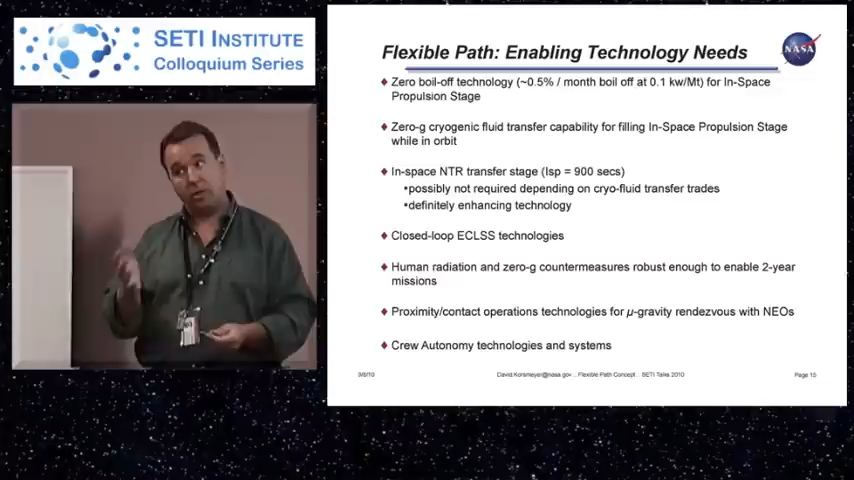 SETI INSTITUTE
Colloquium Series
Flexible Path: Enabling Technology Needs
NASA
Zero boil-off technology (~0.5% / month boil off at 0.1 kw/Mt) for In-Space
Propulsion Stage
Zero-g cryogenic fluid transfer capability for filling In-Space Propulsion Stage
while in orbit
In-space NTR transfer stage (Isp = 900 secs)
•possibly not required depending on cryo-fluid transfer trades
•definitely enhancing technology
Closed-loop ECLSS technologies
Human radiation and zero-g countermeasures robust enough to enable 2-year
missions
Proximity/contact operations technologies for µ-gravity rendezvous with NEOs
Crew Autonomy technologies and systems
David.Korsmeyer@nasa.gov .. Flexible Path Concept .. SETI Talks 2010
Page 15